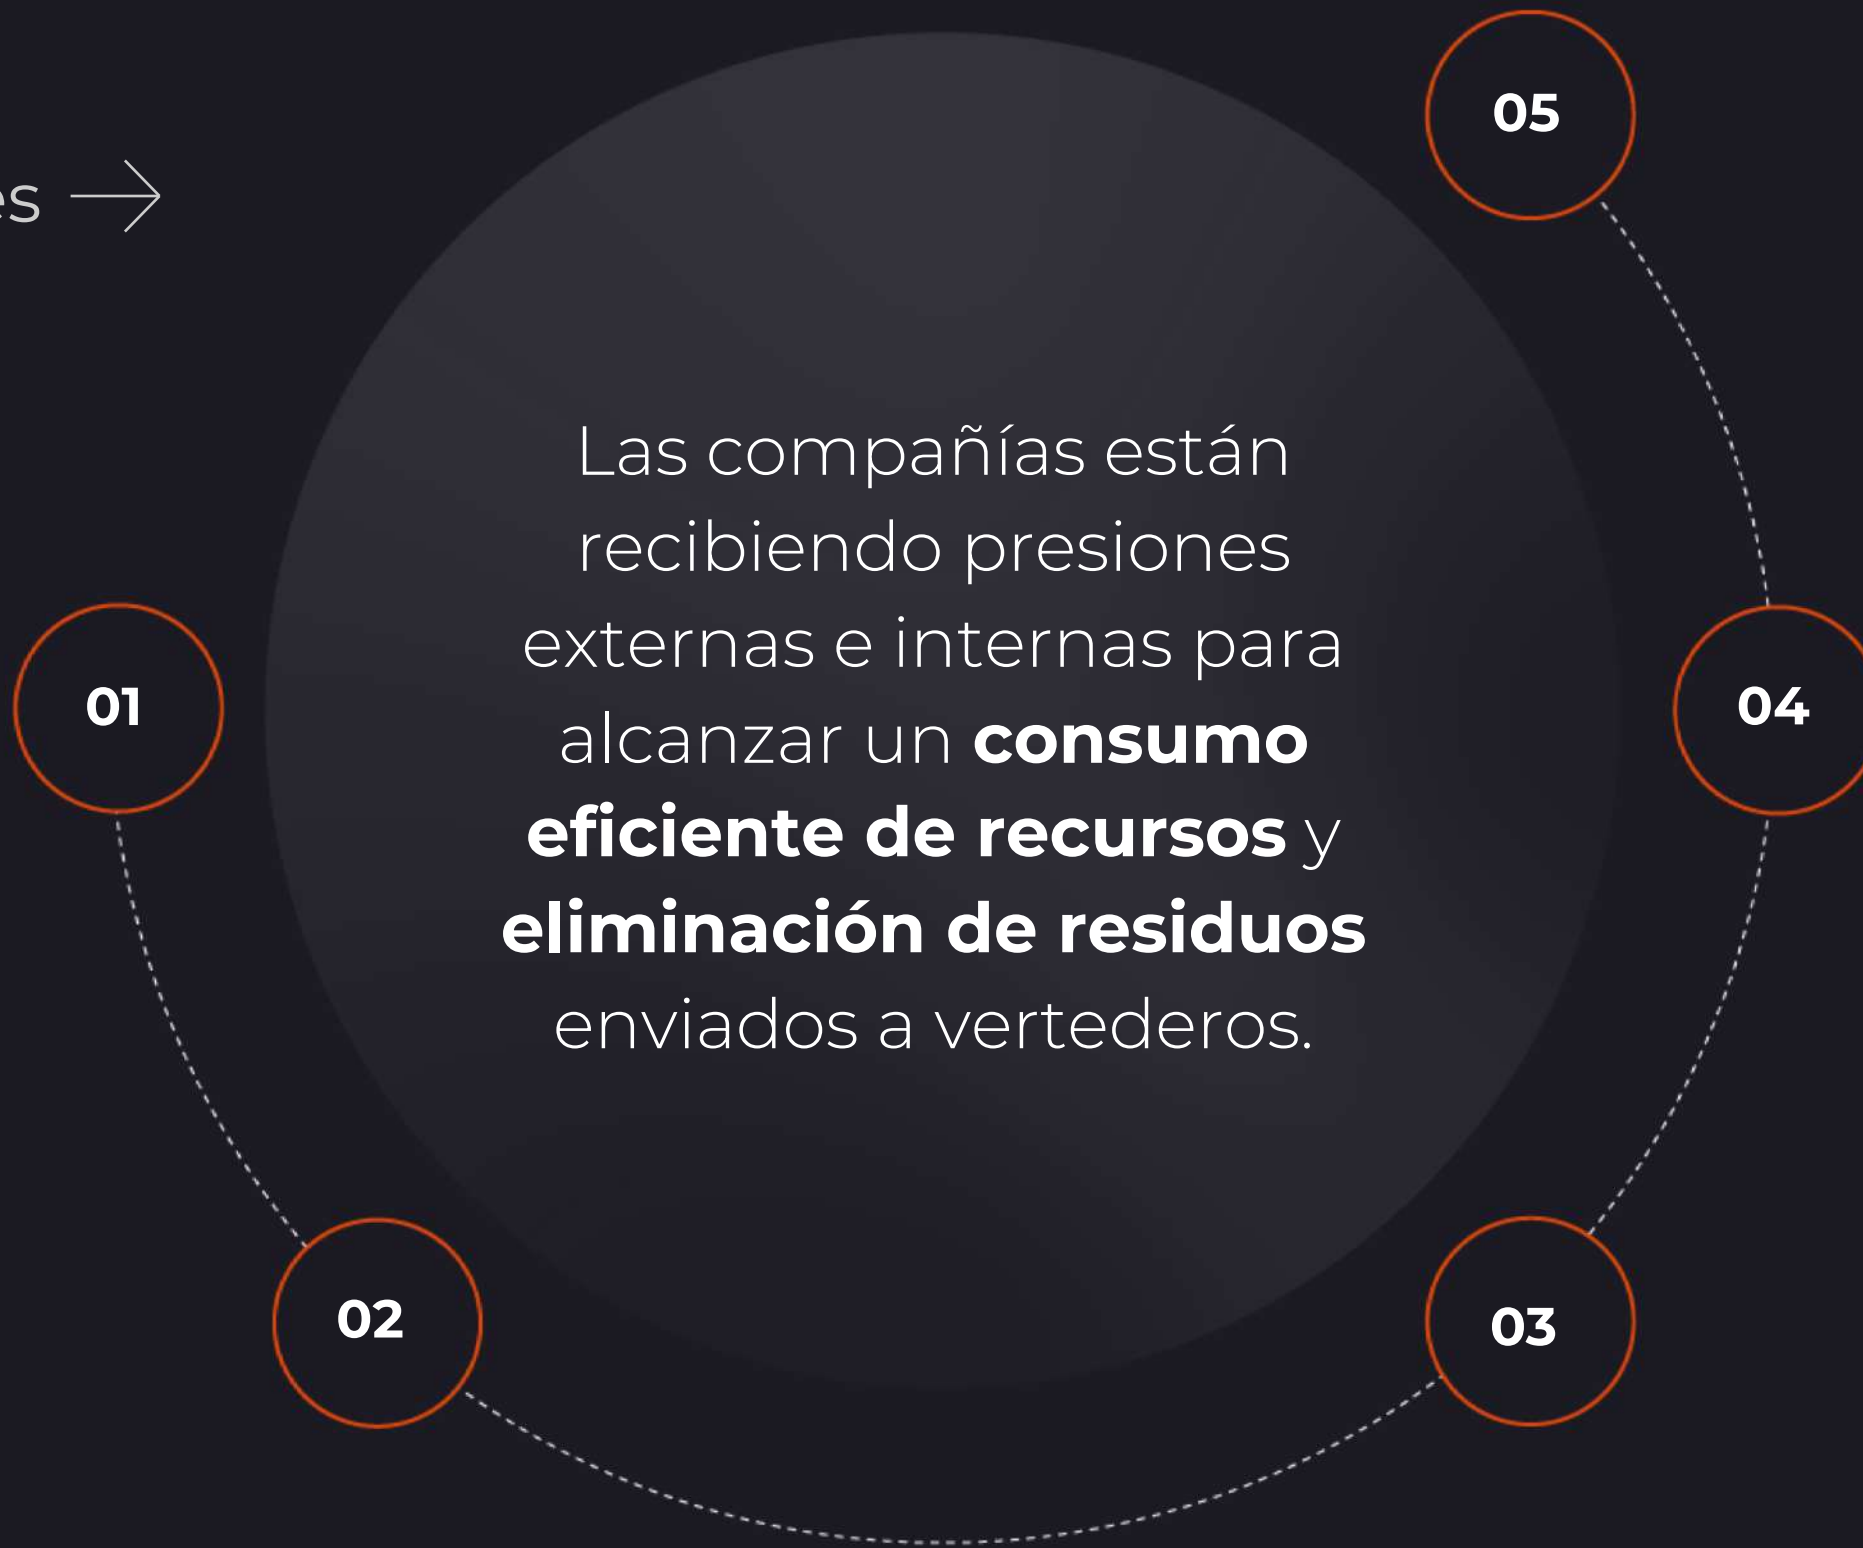 05
Las compañías están
recibiendo presiones
externas e internas para
alcanzar un consumo
eficiente de recursos y
eliminación de residuos
enviados a vertederos.
01
04
02
03